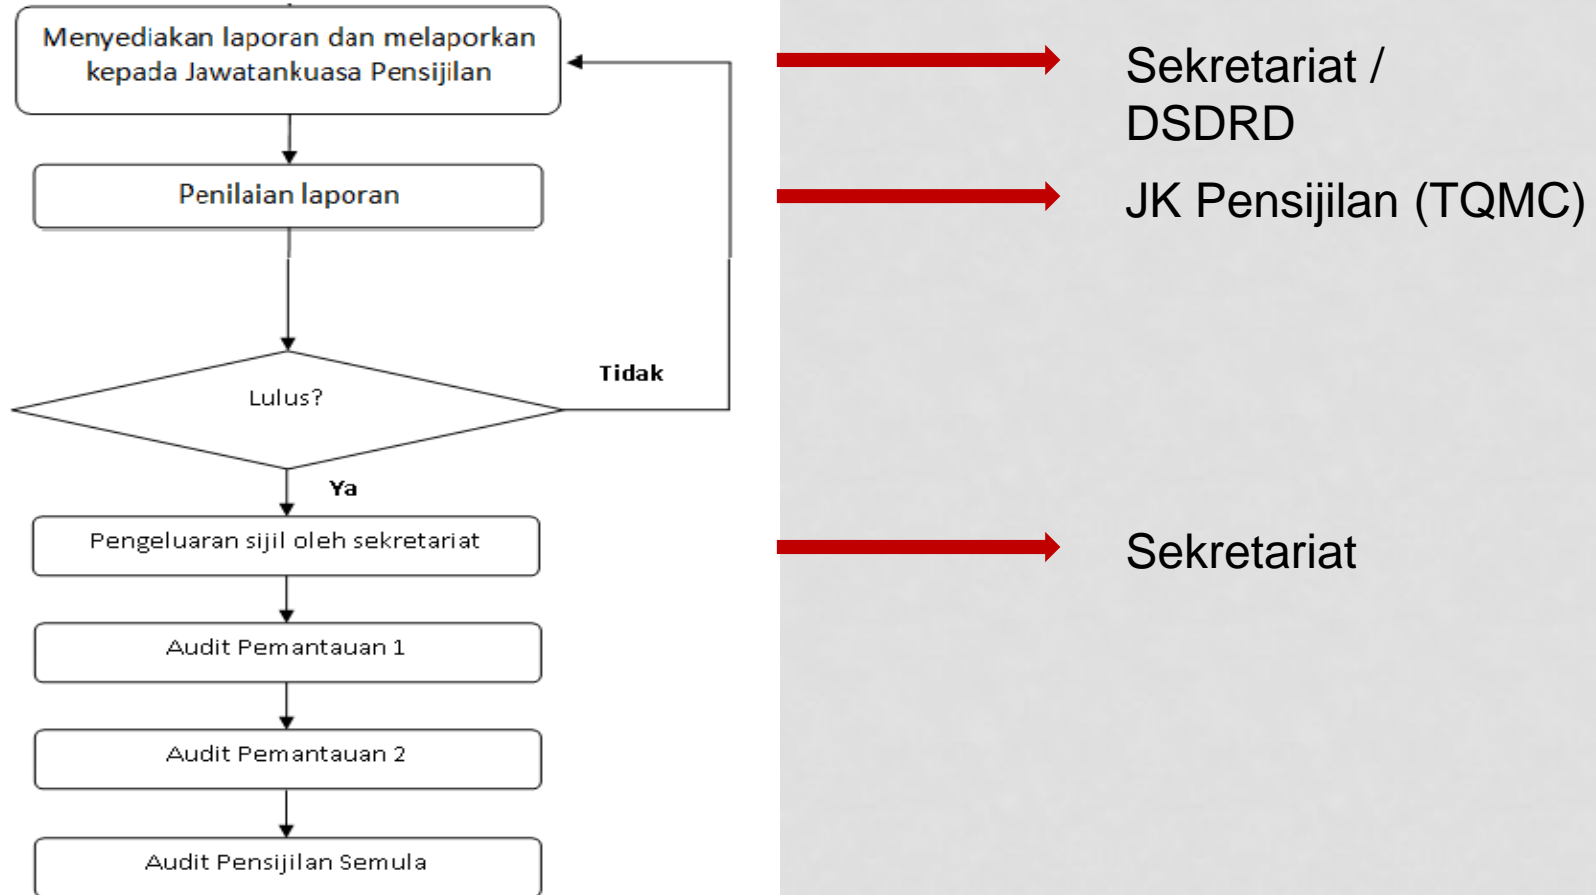 Menyediakan laporan dan melaporkan
kepada Jawatankuasa Pensijilan
Sekretariat /
DSDRD
Penilaian laporan
JK Pensijilan (TQMC)
Tidak
Lulus?
Ya
Pengeluaran sijil oleh sekretariat
Sekretariat
Audit Pemantauan 1
Audit Pemantauan 2
Audit Pensijilan Semula